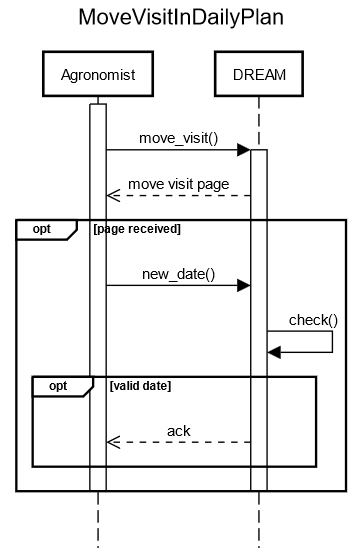 MoveVisitInDailyPlan
Agronomist DREAM
move_visit()
move visit page
opt [page received]
new_date()
check()
opt [valid date]
ack